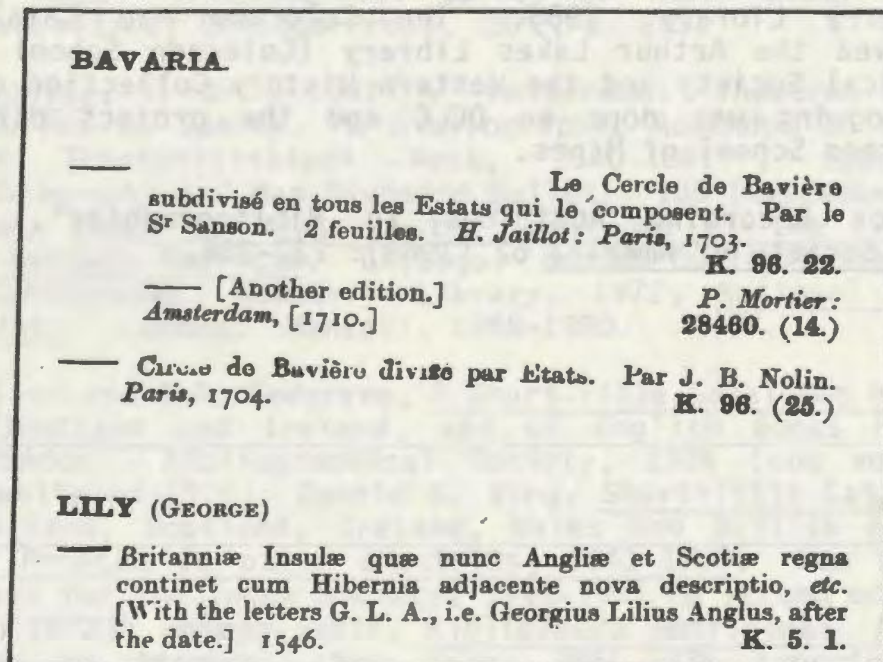 BAVARIA.
—— Le Cercle de Bavière
subdivisé en tous les Estats qui le composent. Par le
Sr Sanson. 2 feuilles. H. Jaillot: Paris, 1703.
K. 96. 22.
—— [Another edition.] P. Mortier:
Amsterdam, [1710.] 28460. (14.)
—— Cercle de Bavière divisé par Etats. Par J. B. Nolin.
Paris, 1704. K. 96. (25.)
LILY (GEORGE)
—— Britanniæ Insulæ quæ nunc Angliæ et Scotiæ regna
continet cum Hibernia adjacente nova descriptio, etc.
[With the letters G. L. A., i.e. Georgius Lilius Anglus, after
the date.] 1546. K. 5. 1.